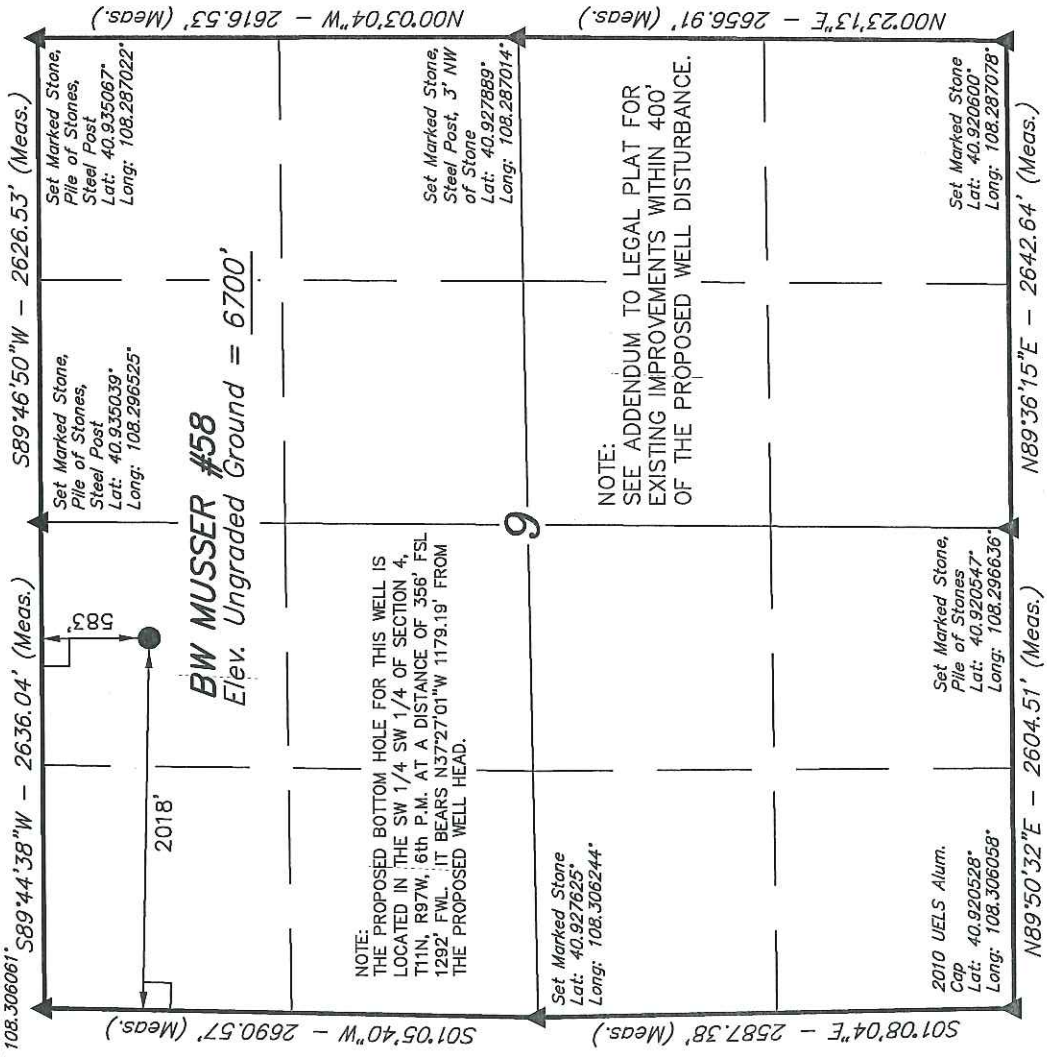 108.306061°
S89°44'38"W - 2636.04' (Meas.)
S89°46'50"W - 2626.53' (Meas.)
Set Marked Stone,
Pile of Stones,
Steel Post
Lat: 40.935039°
Long: 108.296525°
Set Marked Stone,
Pile of Stones,
Steel Post
Lat: 40.935067°
Long: 108.287022°
583'
2018'
BW MUSSER #58
Elev. Ungraded Ground = 6700'
S01°05'40"W - 2690.57' (Meas.)
N00°03'04"W - 2616.53' (Meas.)
NOTE:
THE PROPOSED BOTTOM HOLE FOR THIS WELL IS
LOCATED IN THE SW 1/4 SW 1/4 OF SECTION 4,
T11N, R97W, 6th P.M. AT A DISTANCE OF 356' FSL
1292' FWL. IT BEARS N37°27'01"W 1179.19' FROM
THE PROPOSED WELL HEAD.
Set Marked Stone,
Steel Post, 3' NW
of Stone
Lat: 40.927889°
Long: 108.287014°
9
Set Marked Stone
Lat: 40.927625°
Long: 108.306244°
NOTE:
SEE ADDENDUM TO LEGAL PLAT FOR
EXISTING IMPROVEMENTS WITHIN 400'
OF THE PROPOSED WELL DISTURBANCE.
S01°08'04"E - 2587.38' (Meas.)
N00°23'13"E - 2656.91' (Meas.)
2010 UELS Alum.
Cap
Lat: 40.920528°
Long: 108.306058°
Set Marked Stone,
Pile of Stones
Lat: 40.920547°
Long: 108.296636°
Set Marked Stone
Lat: 40.920600°
Long: 108.287078°
N89°50'32"E - 2604.51' (Meas.)
N89°36'15"E - 2642.64' (Meas.)